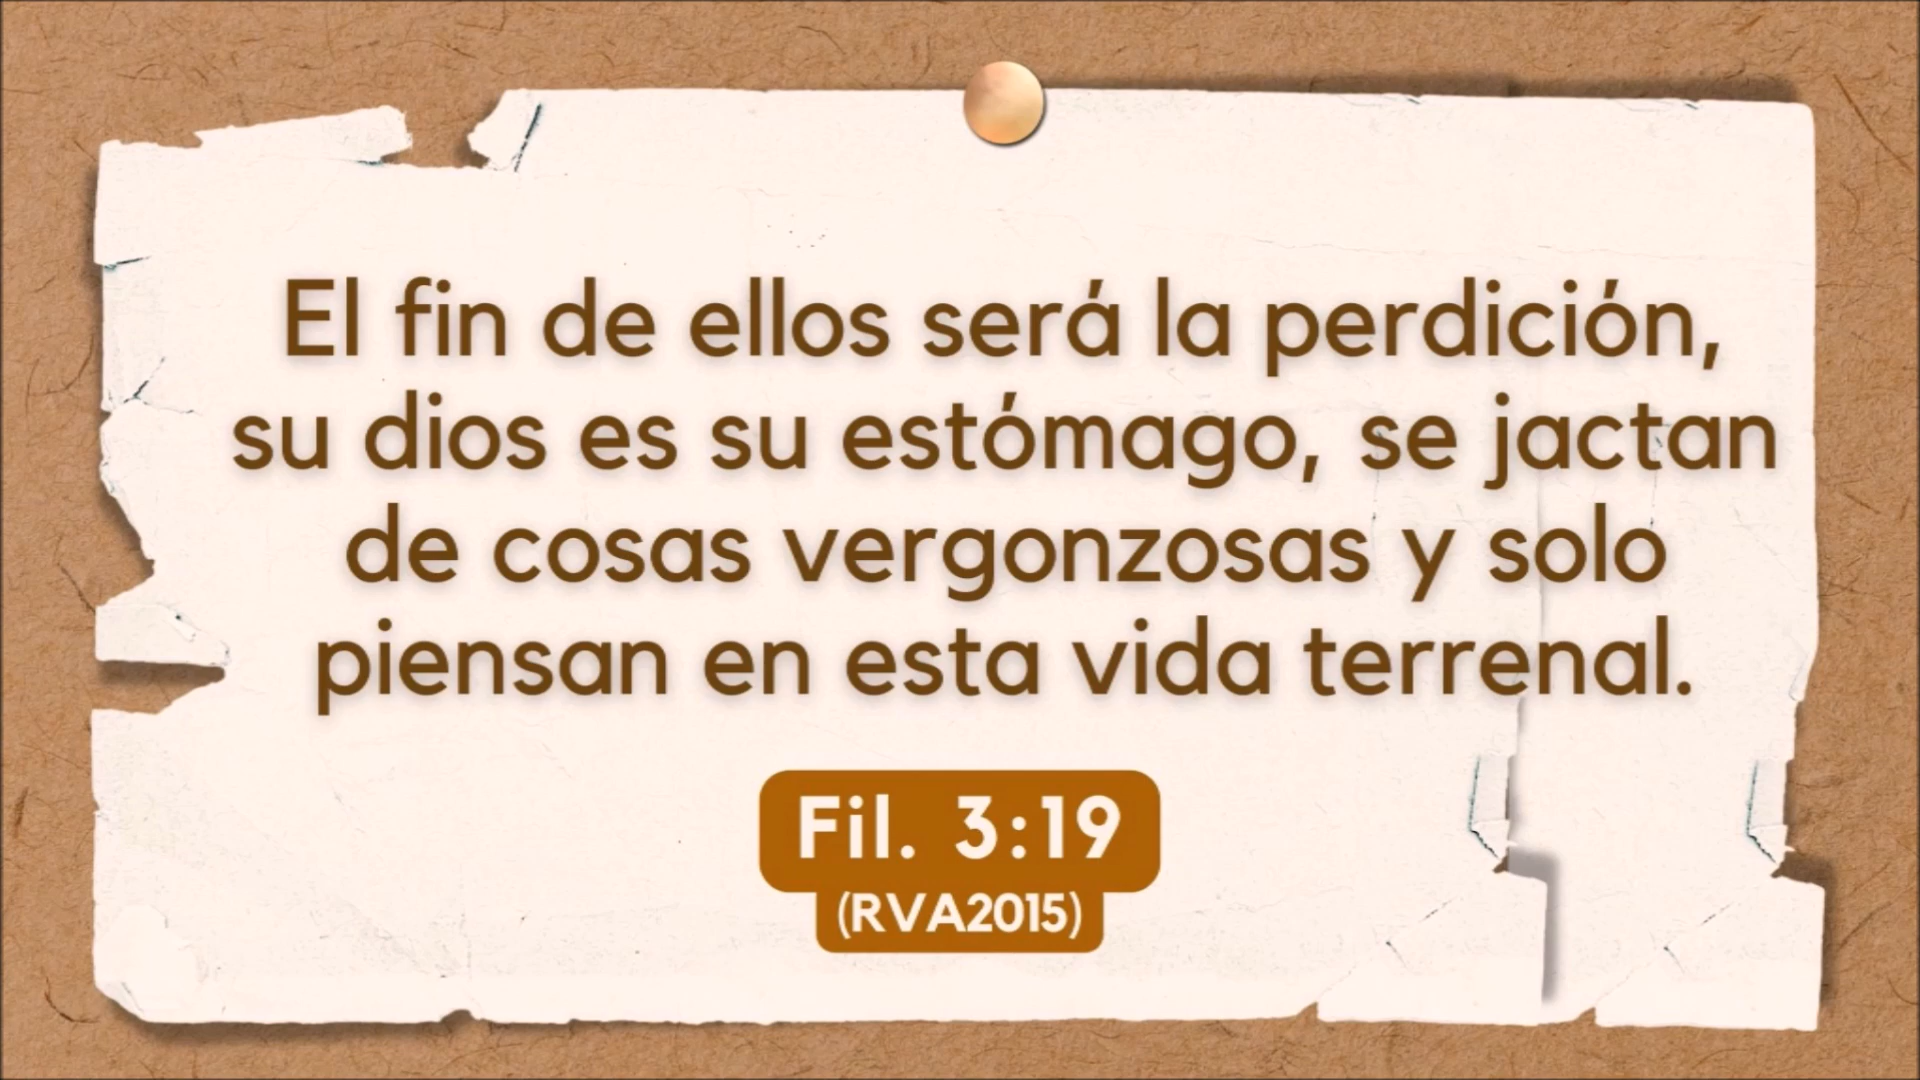 El fin de ellos será la perdición,
su dios es su estómago, se jactan
de cosas vergonzosas y solo
piensan en esta vida terrenal.
Fil. 3:19
(RVA2015)